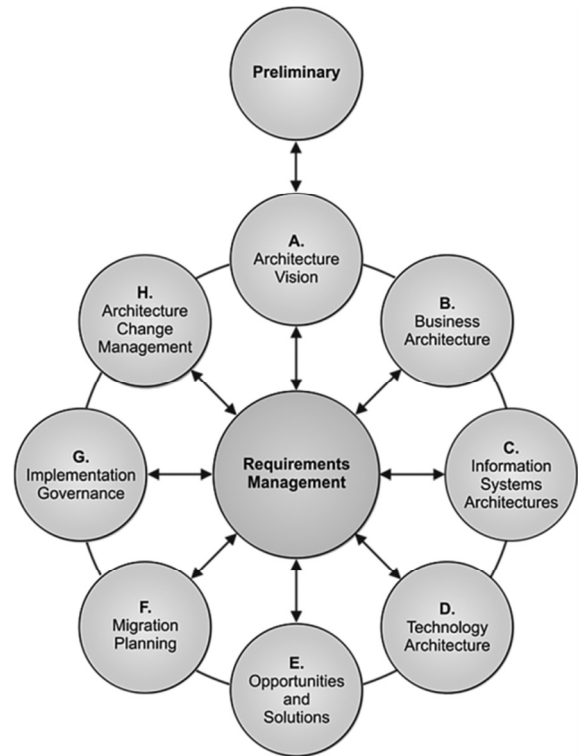 Preliminary
A.
Architecture
Vision
B.
Business
Architecture
C.
Information
Systems
Architectures
D.
Technology
Architecture
E.
Opportunities
and
Solutions
F.
Migration
Planning
G.
Implementation
Governance
H.
Architecture
Change
Management
Requirements
Management